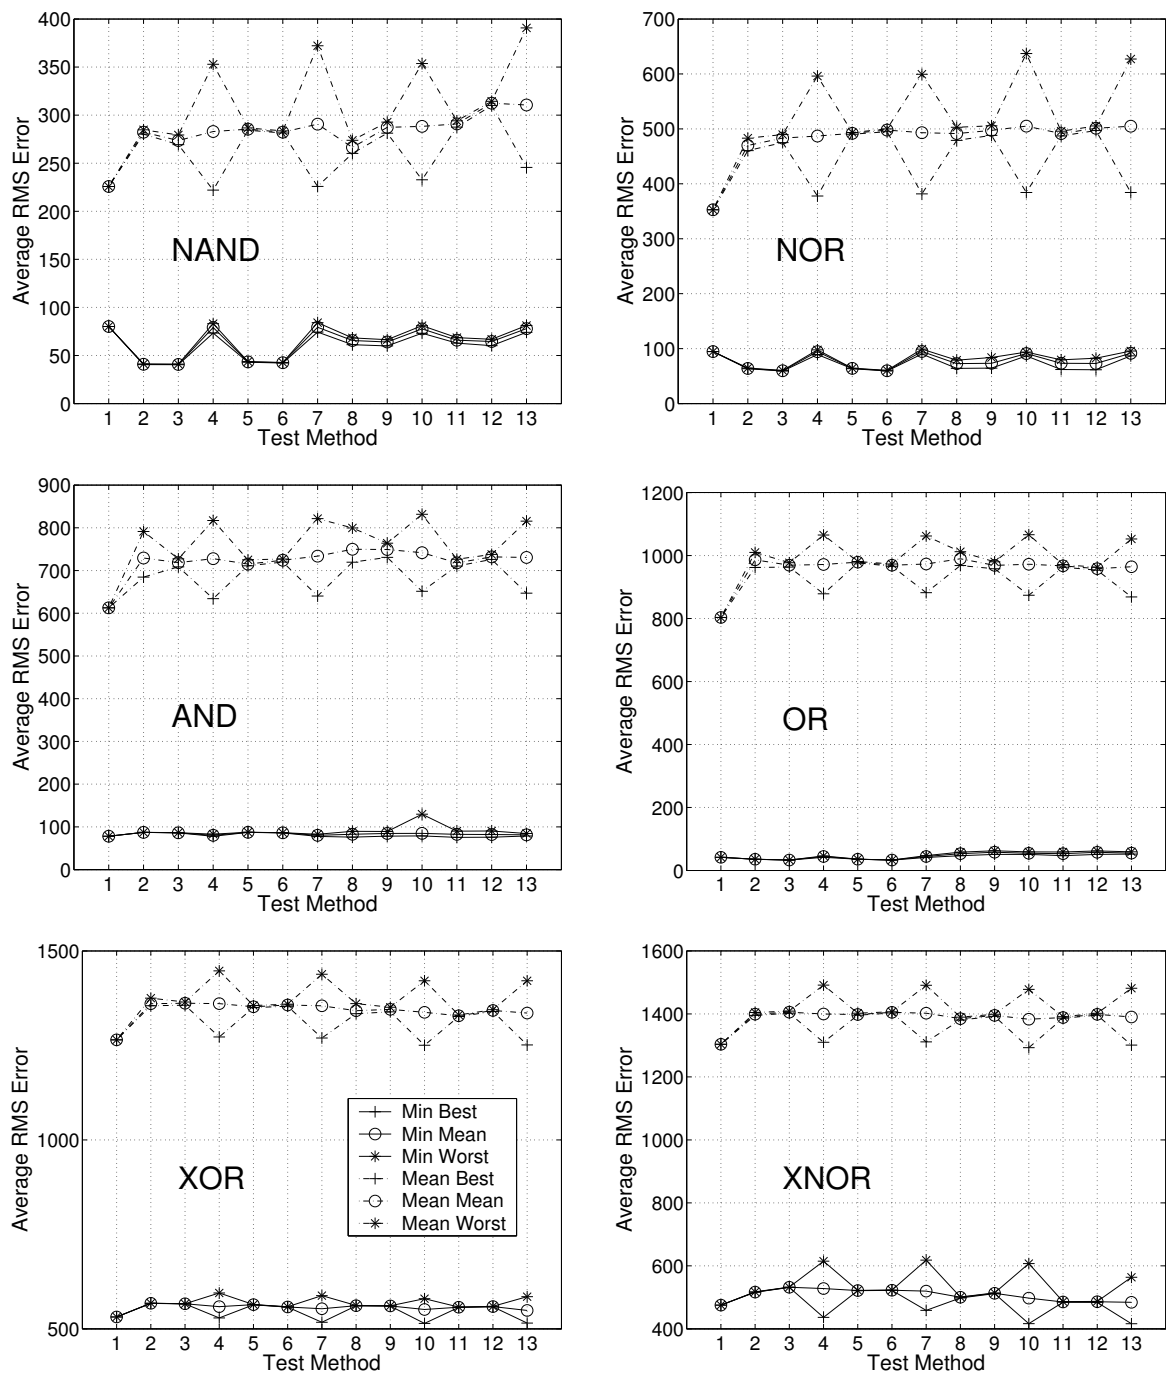 400
350
300
250
200
150
100
50
0
Average RMS Error
NAND
1 2 3 4 5 6 7 8 9 10 11 12 13
Test Method
700
600
500
400
300
200
100
0
Average RMS Error
NOR
1 2 3 4 5 6 7 8 9 10 11 12 13
Test Method
900
800
700
600
500
400
300
200
100
0
Average RMS Error
AND
1 2 3 4 5 6 7 8 9 10 11 12 13
Test Method
1200
1000
800
600
400
200
0
Average RMS Error
OR
1 2 3 4 5 6 7 8 9 10 11 12 13
Test Method
1500
1000
500
Average RMS Error
XOR
Min Best
Min Mean
Min Worst
Mean Best
Mean Mean
Mean Worst
1 2 3 4 5 6 7 8 9 10 11 12 13
Test Method
1600
1400
1200
1000
800
600
400
Average RMS Error
XNOR
1 2 3 4 5 6 7 8 9 10 11 12 13
Test Method